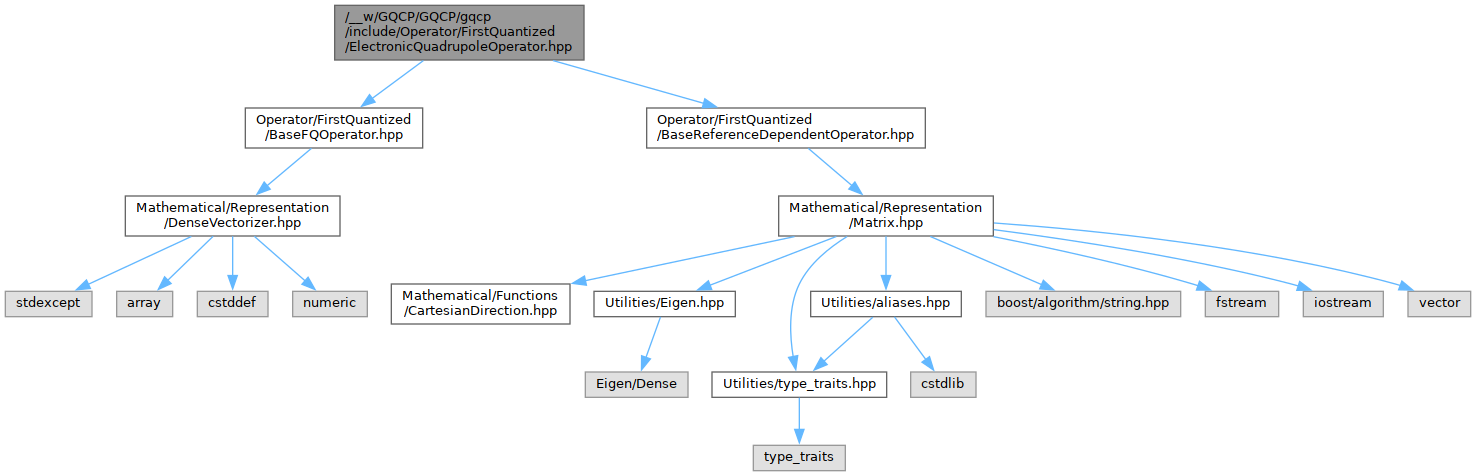 /__w/GQCP/GQCP/gqcp
/include/Operator/FirstQuantized
/ElectronicQuadrupoleOperator.hpp
Operator/FirstQuantized
/BaseFQOperator.hpp
Operator/FirstQuantized
/BaseReferenceDependentOperator.hpp
Mathematical/Representation
/DenseVectorizer.hpp
Mathematical/Representation
/Matrix.hpp
stdexcept
array
cstddef
numeric
Mathematical/Functions
/CartesianDirection.hpp
Utilities/Eigen.hpp
Utilities/aliases.hpp
boost/algorithm/string.hpp
fstream
iostream
vector
Eigen/Dense
Utilities/type_traits.hpp
cstdlib
type_traits